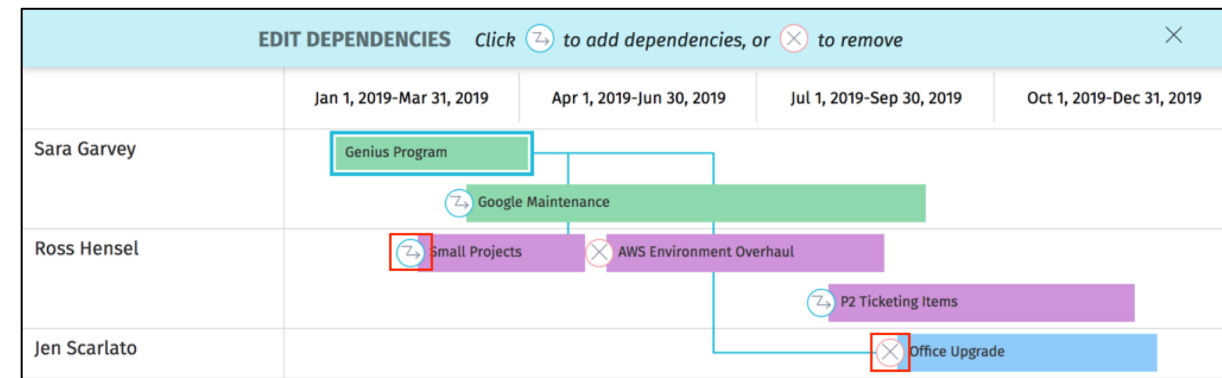 EDIT DEPENDENCIES Click to add dependencies, or to remove
Jan 1, 2019-Mar 31, 2019 Apr 1, 2019-Jun 30, 2019 Jul 1, 2019-Sep 30, 2019 Oct 1, 2019-Dec 31, 2019
Sara Garvey Genius Program
Google Maintenance
Ross Hensel Small Projects AWS Environment Overhaul
P2 Ticketing Items
Jen Scarlato Office Upgrade